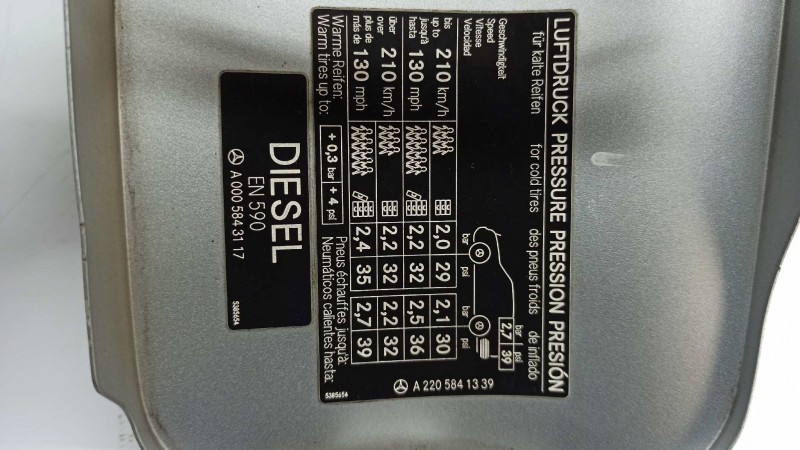 LUFTDRUCK PRESSURE PRESSION PRESIÓN
für kalte Reifen for cold tires des pneus froids de inflado
Geschwindigkeit
Speed
Vitesse
Velocidad
bar psi
2,7 39
bar psi bar psi
bis
up to 210 km/h 2,0 29 2,1 30
jusqu'à
hasta 130 mph 2,2 32 2,5 36
über
over 210 km/h 2,2 32 2,2 32
plus de
más de 130 mph 2,4 35 2,7 39
Warme Reifen: + 0,3 bar + 4 psi Pneus échauffes jusqu'à:
Warm tires up to: Neumáticos calientes hasta:
A 220 584 13 39
5385654
DIESEL
EN 590
A 000 584 31 17
5385654